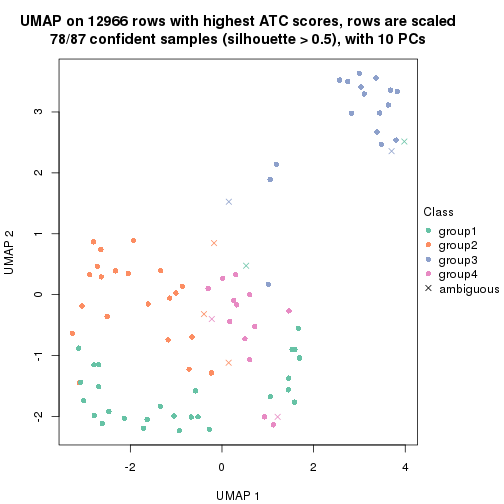 UMAP on 12966 rows with highest ATC scores, rows are scaled
78/87 confident samples (silhouette > 0.5), with 10 PCs
3
2
1
0
-1
-2
UMAP 2
-2
0
2
4
UMAP 1
Class
group1
group2
group3
group4
ambiguous